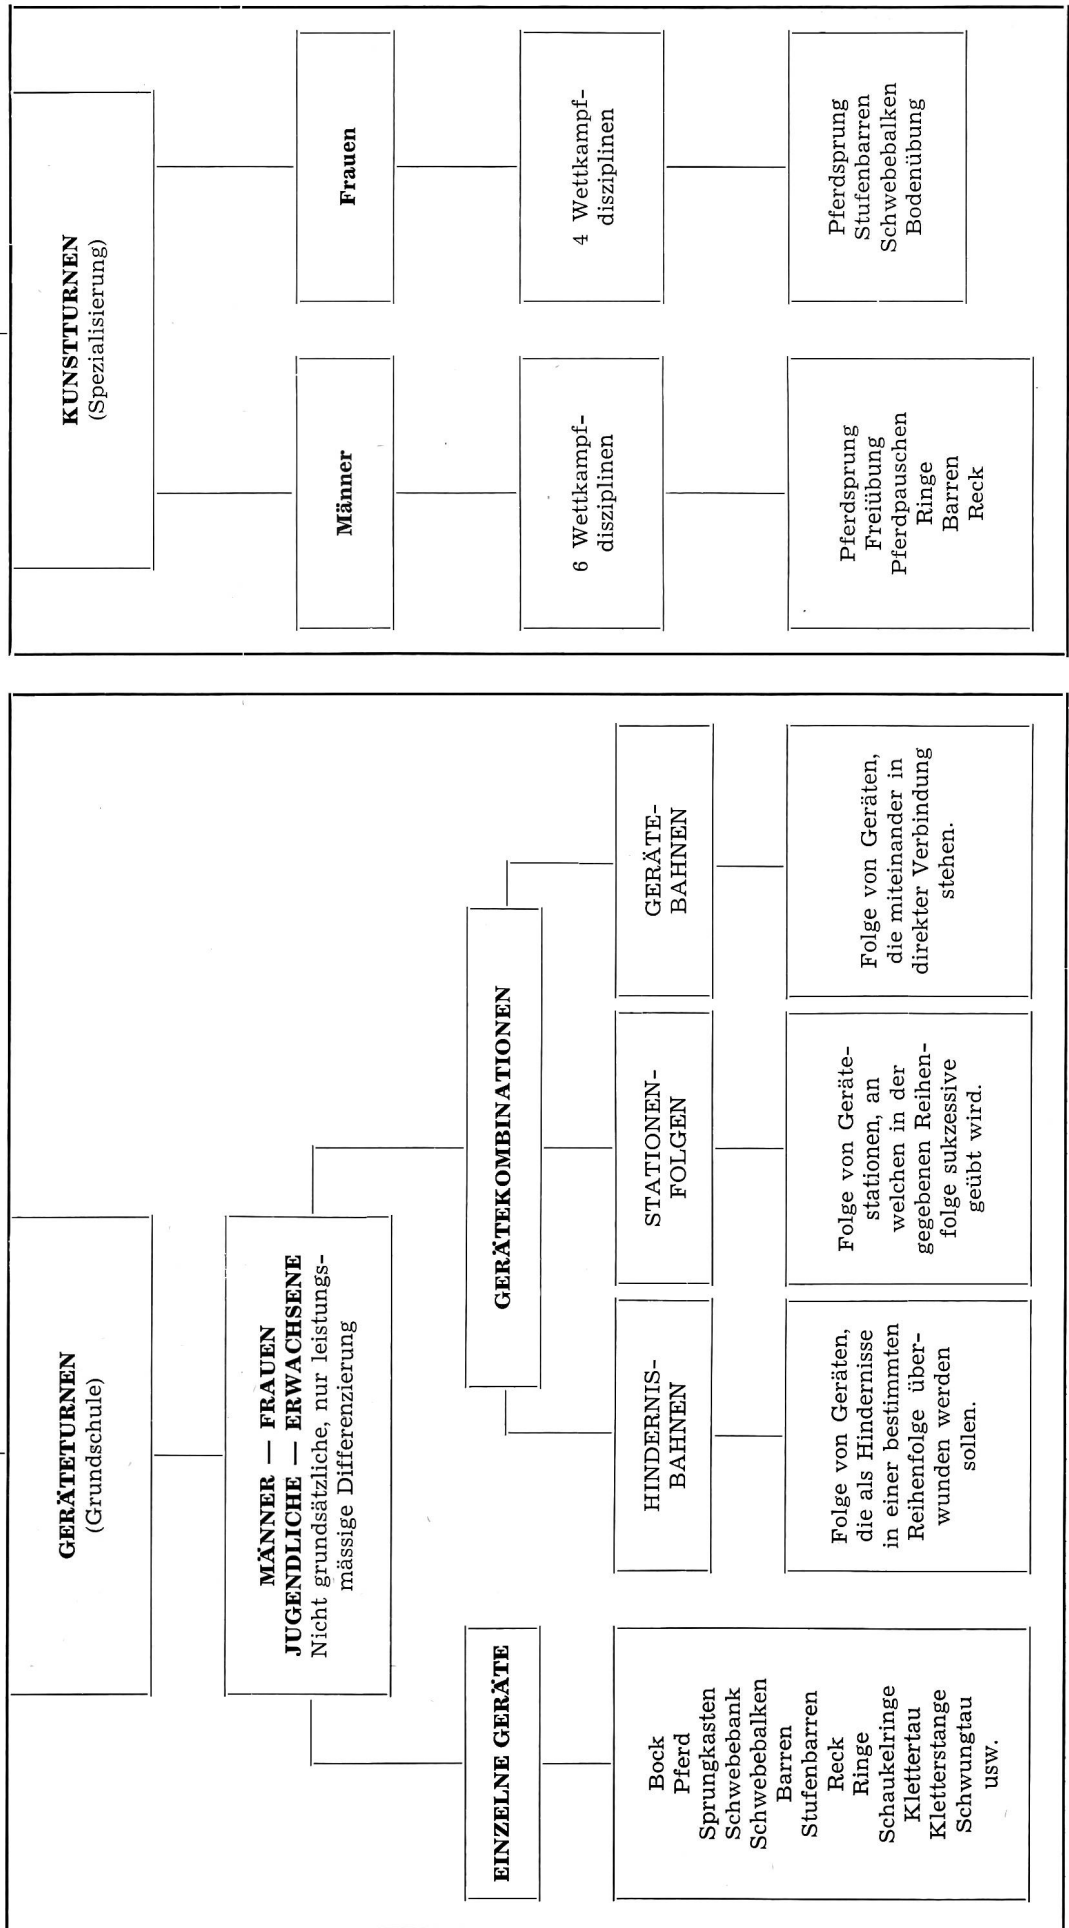 GERÄTETURNEN
(Grundschule)
MÄNNER — FRAUEN
JUGENDLICHE — ERWACHSENE
Nicht grundsätzliche, nur leistungs-
mässige Differenzierung
EINZELNE GERÄTE
Bock
Pferd
Sprungkasten
Schwebebank
Schwebebalken
Barren
Stufenbarren
Reck
Ringe
Schaukelringe
Klettertau
Kletterstange
Schwungtau
usw.
GERÄTEKOMBINATIONEN
HINDERNIS-
BAHNEN
Folge von Geräten,
die als Hindernisse
in einer bestimmten
Reihenfolge über-
wunden werden
sollen.
STATIONEN-
FOLGEN
Folge von Geräte-
stationen, an
welchen in der
gegebenen Reihen-
folge sukzessive
geübt wird.
GERÄTE-
BAHNEN
Folge von Geräten,
die miteinander in
direkter Verbindung
stehen.
KUNSTTURNEN
(Spezialisierung)
Männer
6 Wettkampf-
disziplinen
Pferdsprung
Freiübung
Pferdpauschen
Ringe
Barren
Reck
Frauen
4 Wettkampf-
disziplinen
Pferdsprung
Stufenbarren
Schwebebalken
Bodenübung